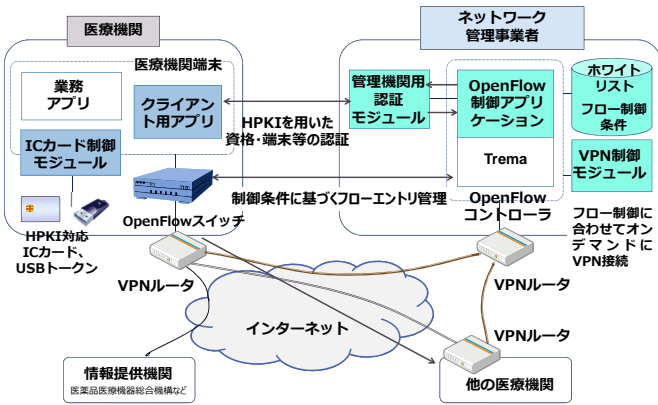 医療機関
医療機関端末
業務
アプリ
クライアン
ト用アプリ
ICカード制御
モジュール
HPKI対応
ICカード、
USBトークン
OpenFlowスイッチ
HPKIを用いた
資格・端末等の認証
制御条件に基づくフローエントリ管理
ネットワーク
管理事業者
管理機関用
認証
モジュール
OpenFlow
制御アプリ
ケーション
Trema
OpenFlow
コントローラ
ホワイト
リスト
フロー制御
条件
VPN制御
モジュール
フロー制御に
合わせてオン
デマンドに
VPN接続
VPNルータ
VPNルータ
VPNルータ
インターネット
情報提供機関
医薬品医療機器総合機構など
他の医療機関